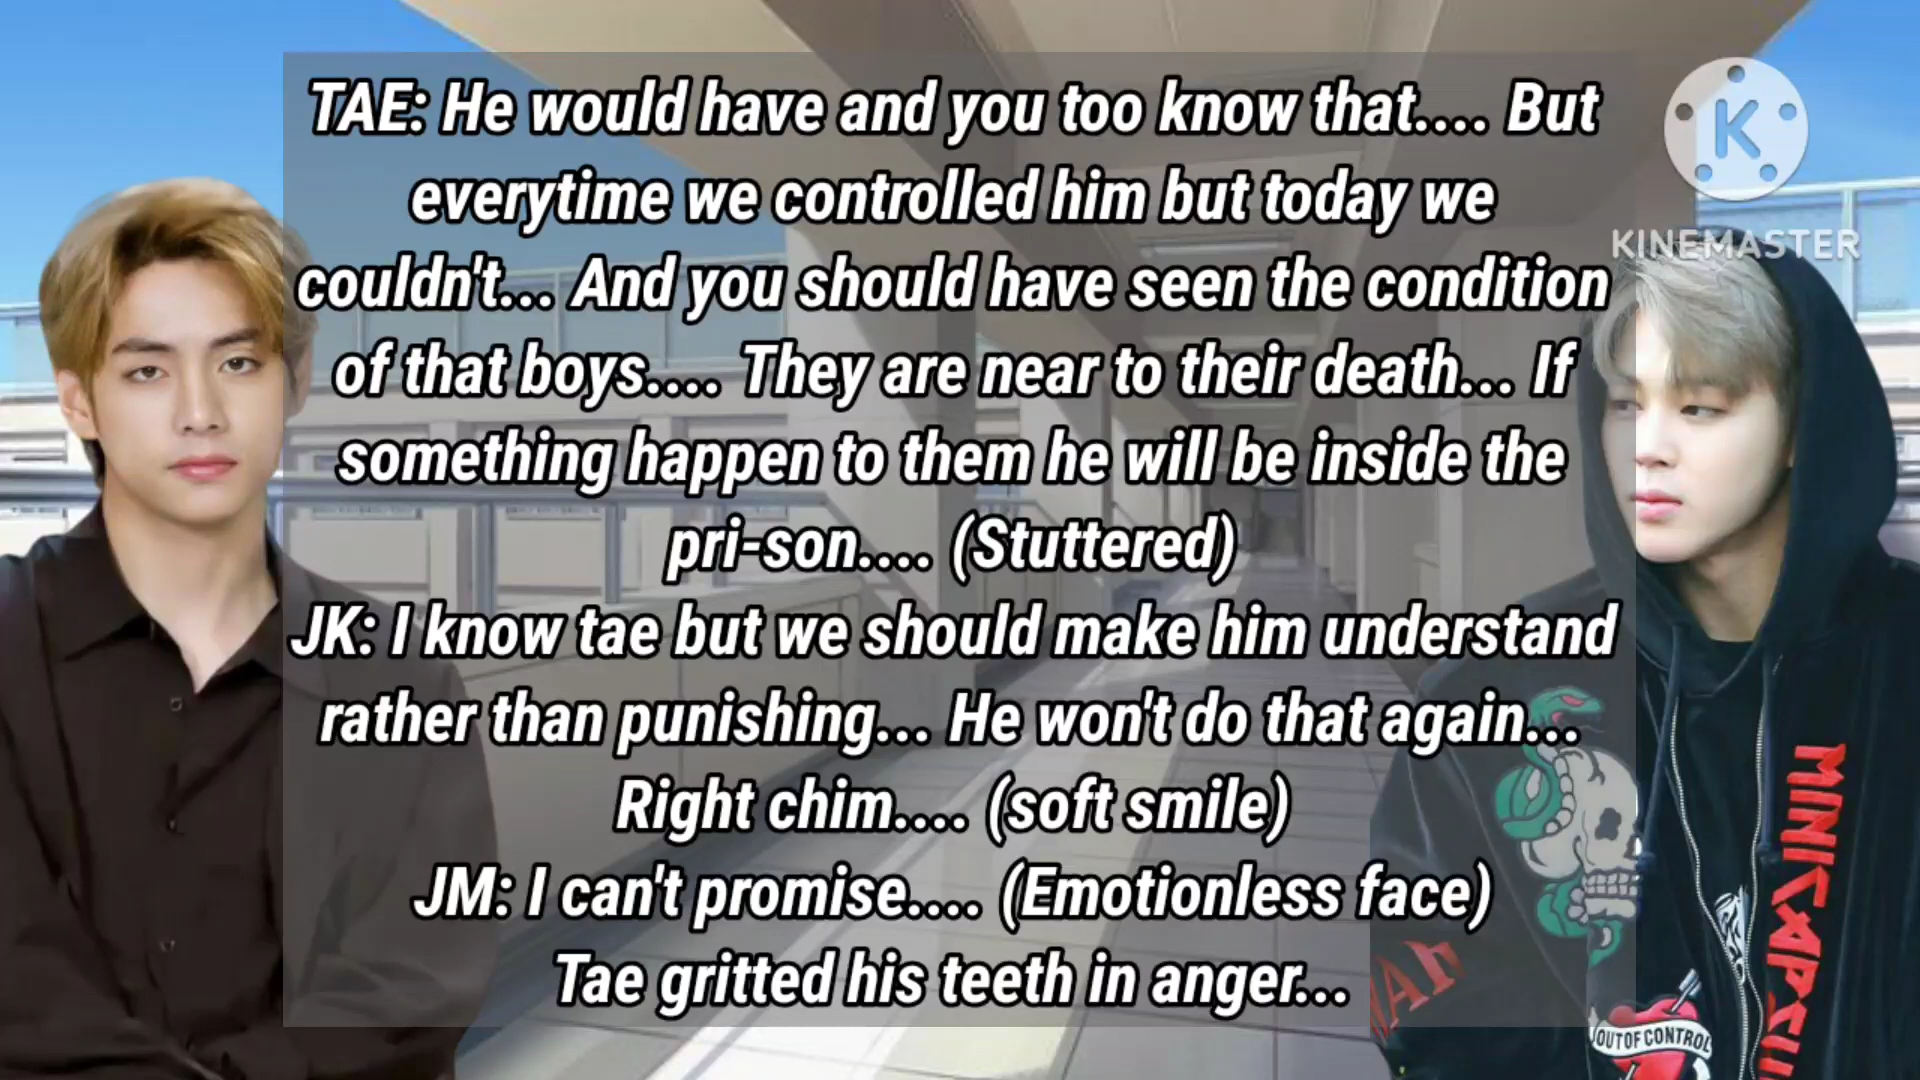 TAE: He would have and you too know that.... But
everytime we controlled him but today we
couldn't... And you should have seen the condition
of that boys.... They are near to their death... If
something happen to them he will be inside the
pri-son.... (Stuttered)
JK: I know tae but we should make him understand
rather than punishing... He won't do that again...
Right chim.... (soft smile)
JM: I can't promise.... (Emotionless face)
Tae gritted his teeth in anger...
K
KINEMASTER
OUT OF CONTROL